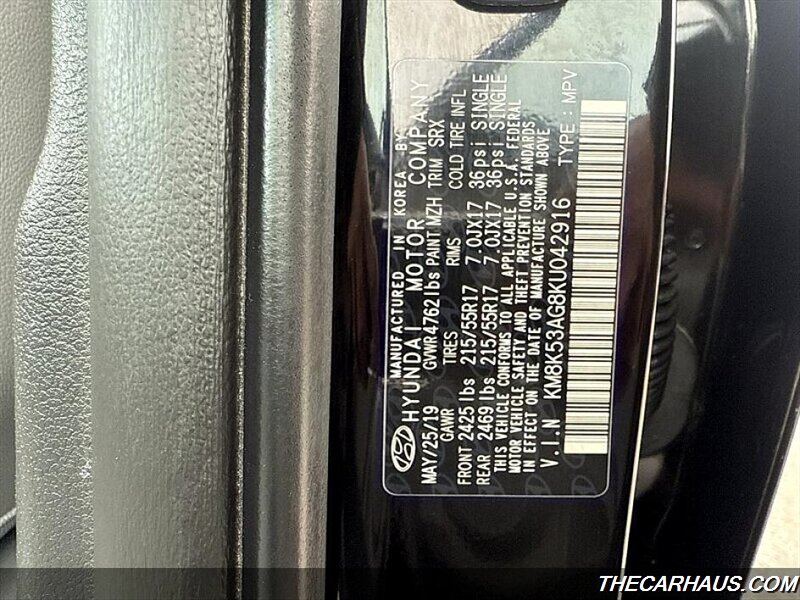 MANUFACTURED IN KOREA BY
HYUNDAI MOTOR COMPANY
MAY/25/19 GVWR 4762lbs PAINT MZH TRIM SRX
GAWR TIRES RIMS COLD TIRE INFL
FRONT 2425 lbs 215/55R17 7.0JX17 36psi SINGLE
REAR 2469 lbs 215/55R17 7.0JX17 36psi SINGLE
THIS VEHICLE CONFORMS TO ALL APPLICABLE U.S.A. FEDERAL
MOTOR VEHICLE SAFETY AND THEFT PREVENTION STANDARDS
IN EFFECT ON THE DATE OF MANUFACTURE SHOWN ABOVE
V.I.N KM8K53AG8KU042916 TYPE : MPV
THECARHAUS.COM